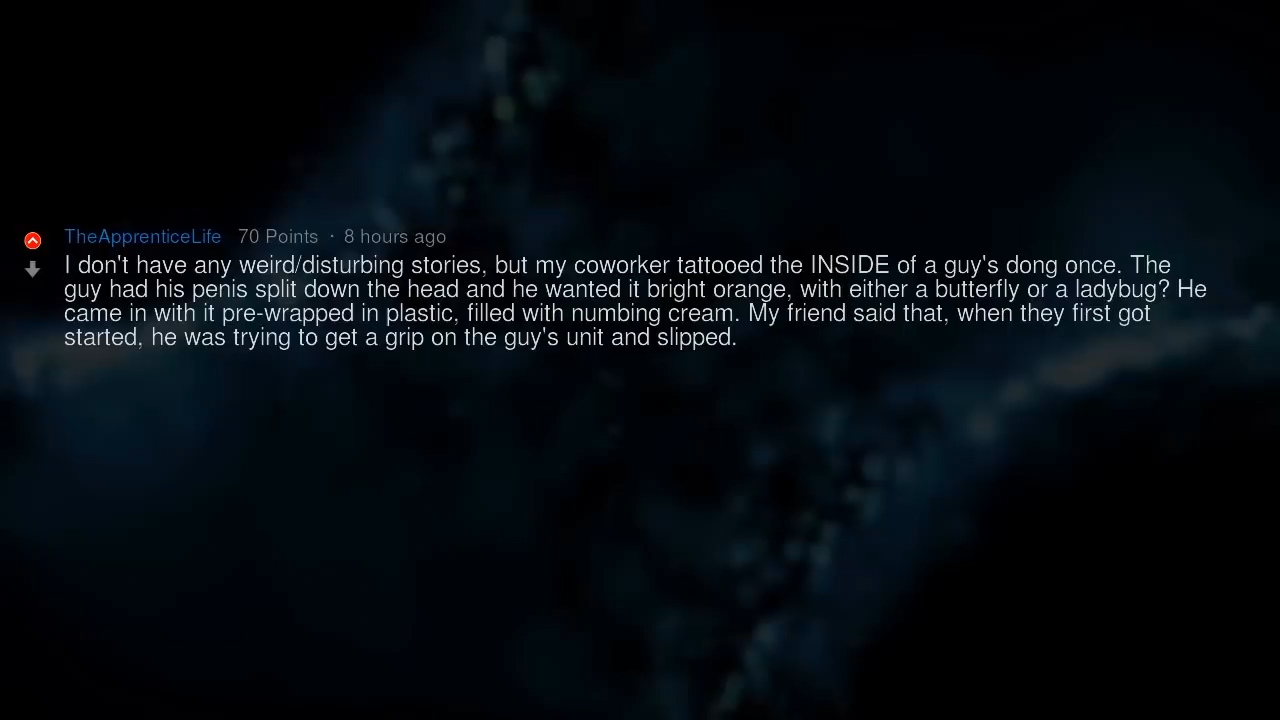 TheApprenticeLife 70 Points · 8 hours ago
I don't have any weird/disturbing stories, but my coworker tattooed the INSIDE of a guy's dong once. The
guy had his penis split down the head and he wanted it bright orange, with either a butterfly or a ladybug? He
came in with it pre-wrapped in plastic, filled with numbing cream. My friend said that, when they first got
started, he was trying to get a grip on the guy's unit and slipped.